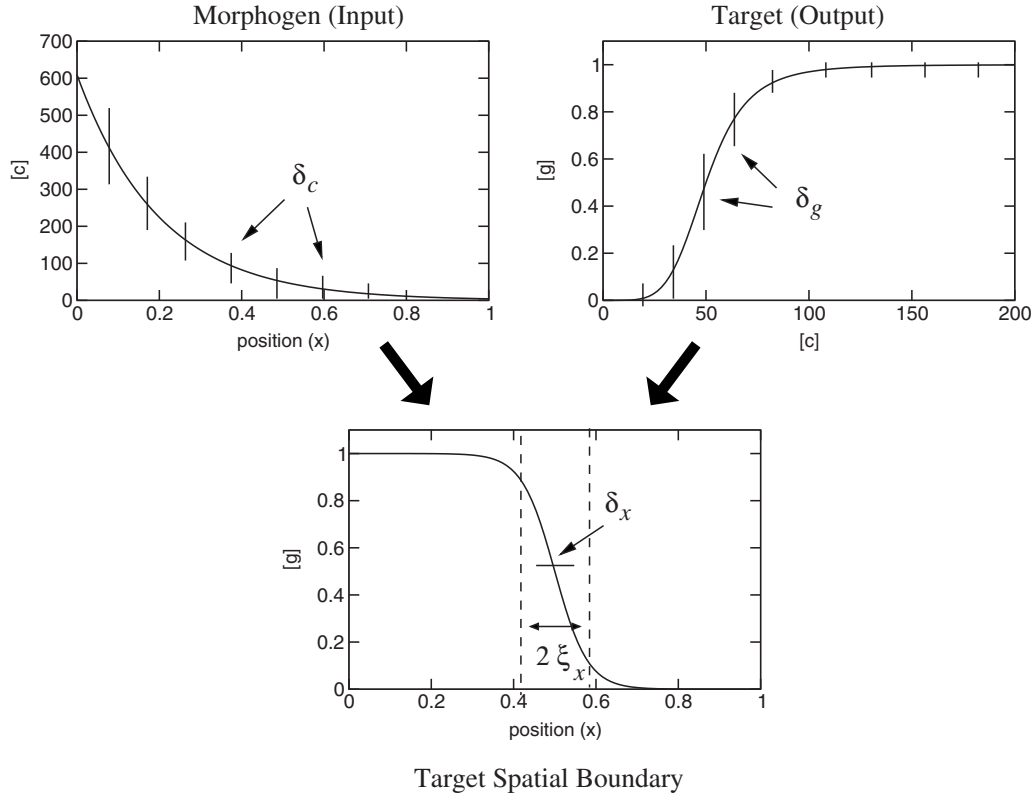 Morphogen (Input)
700
600
500
400
300
200
100
0
[c]
δc
0 0.2 0.4 0.6 0.8 1
position (x)
Target (Output)
1
0.8
0.6
0.4
0.2
0
[g]
δg
0 50 100 150 200
[c]
1
0.8
0.6
0.4
0.2
0
[g]
δx
2 ξx
0 0.2 0.4 0.6 0.8 1
position (x)
Target Spatial Boundary